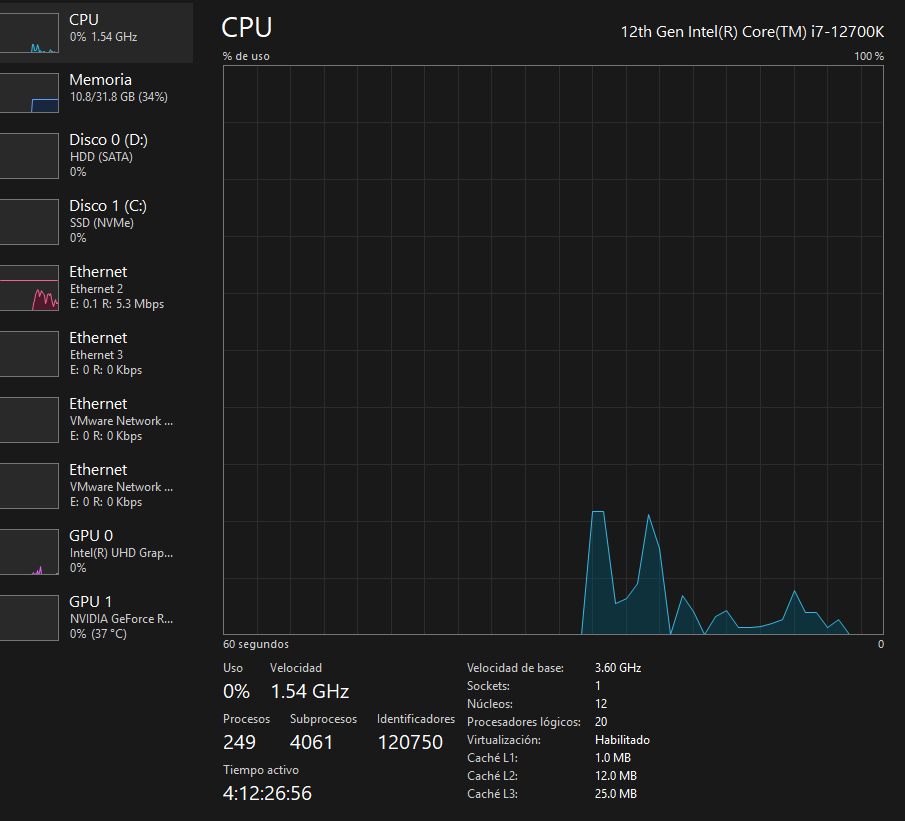 CPU
0% 1.54 GHz
Memoria
10.8/31.8 GB (34%)
Disco 0 (D:)
HDD (SATA)
0%
Disco 1 (C:)
SSD (NVMe)
0%
Ethernet
Ethernet 2
E: 0.1 R: 5.3 Mbps
Ethernet
Ethernet 3
E: 0 R: 0 Kbps
Ethernet
VMware Network ...
E: 0 R: 0 Kbps
Ethernet
VMware Network ...
E: 0 R: 0 Kbps
GPU 0
Intel(R) UHD Grap...
0%
GPU 1
NVIDIA GeForce R...
0% (37 °C)
CPU
12th Gen Intel(R) Core(TM) i7-12700K
% de uso
100 %
60 segundos
0
Uso
0%
Velocidad
1.54 GHz
Procesos
249
Subprocesos
4061
Identificadores
120750
Tiempo activo
4:12:26:56
Velocidad de base: 3.60 GHz
Sockets: 1
Núcleos: 12
Procesadores lógicos: 20
Virtualización: Habilitado
Caché L1: 1.0 MB
Caché L2: 12.0 MB
Caché L3: 25.0 MB